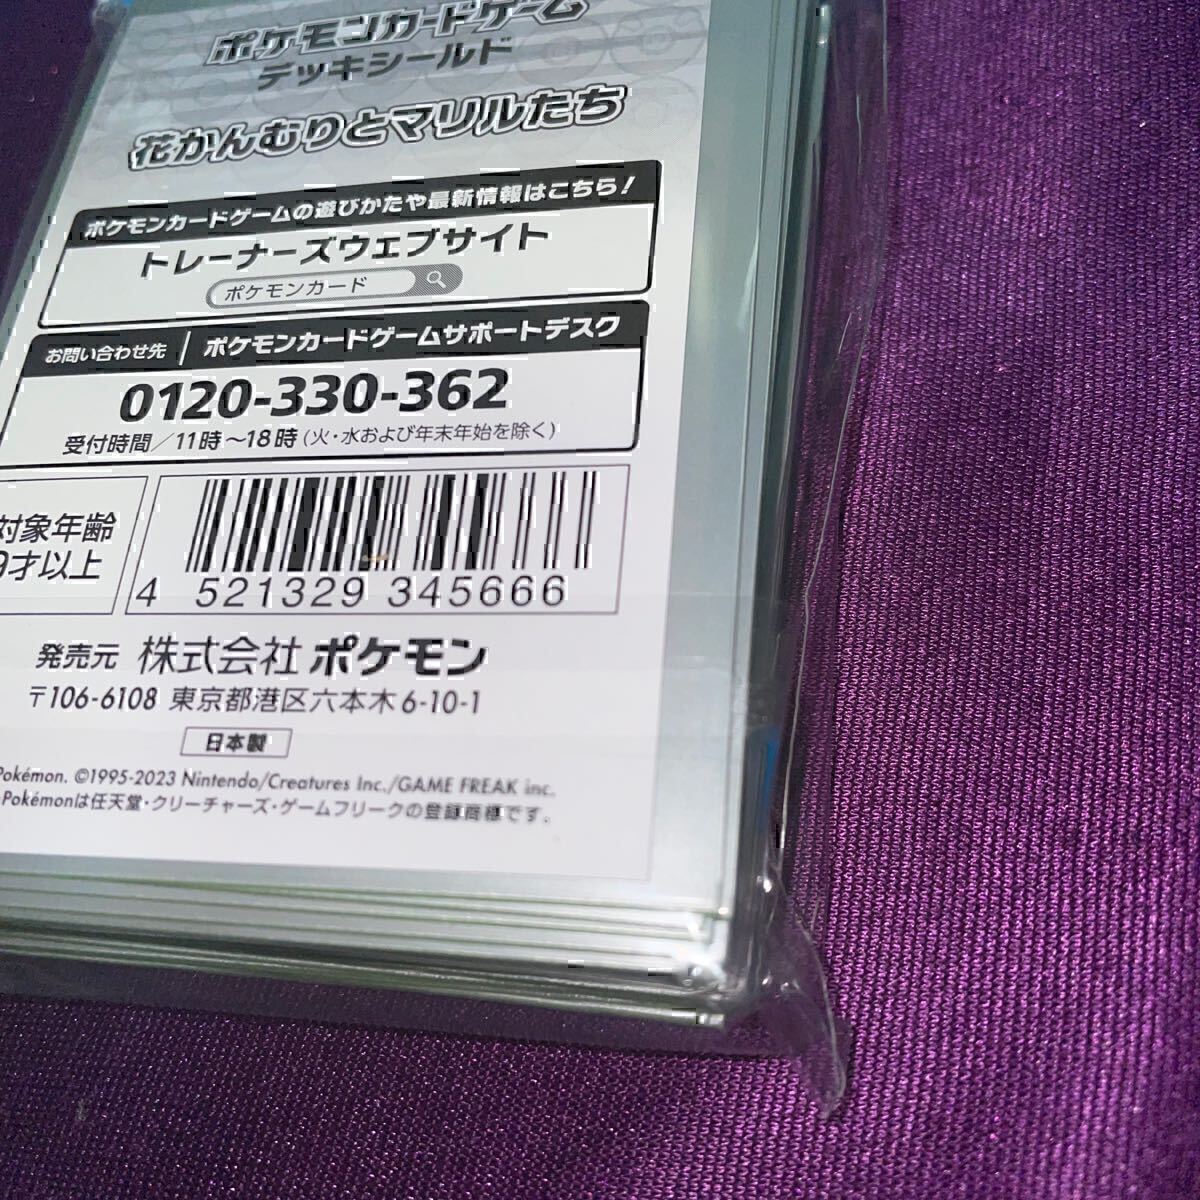 ポケモンカードゲーム
デッキシールド
花かんむりとマリルたち
ポケモンカードゲームの遊びかたや最新情報はこちら!
トレーナーズウェブサイト
ポケモンカード
お問い合わせ先 ポケモンカードゲームサポートデスク
0120-330-362
受付時間/11時~18時(火・水および年末年始を除く)
対象年齢
9才以上
4 521329 345666
発売元 株式会社 ポケモン
〒106-6108 東京都港区六本木6-10-1
日本製
Pokémon. ©1995-2023 Nintendo/Creatures Inc./GAME FREAK inc.
Pokémonは任天堂・クリーチャーズ・ゲームフリークの登録商標です。